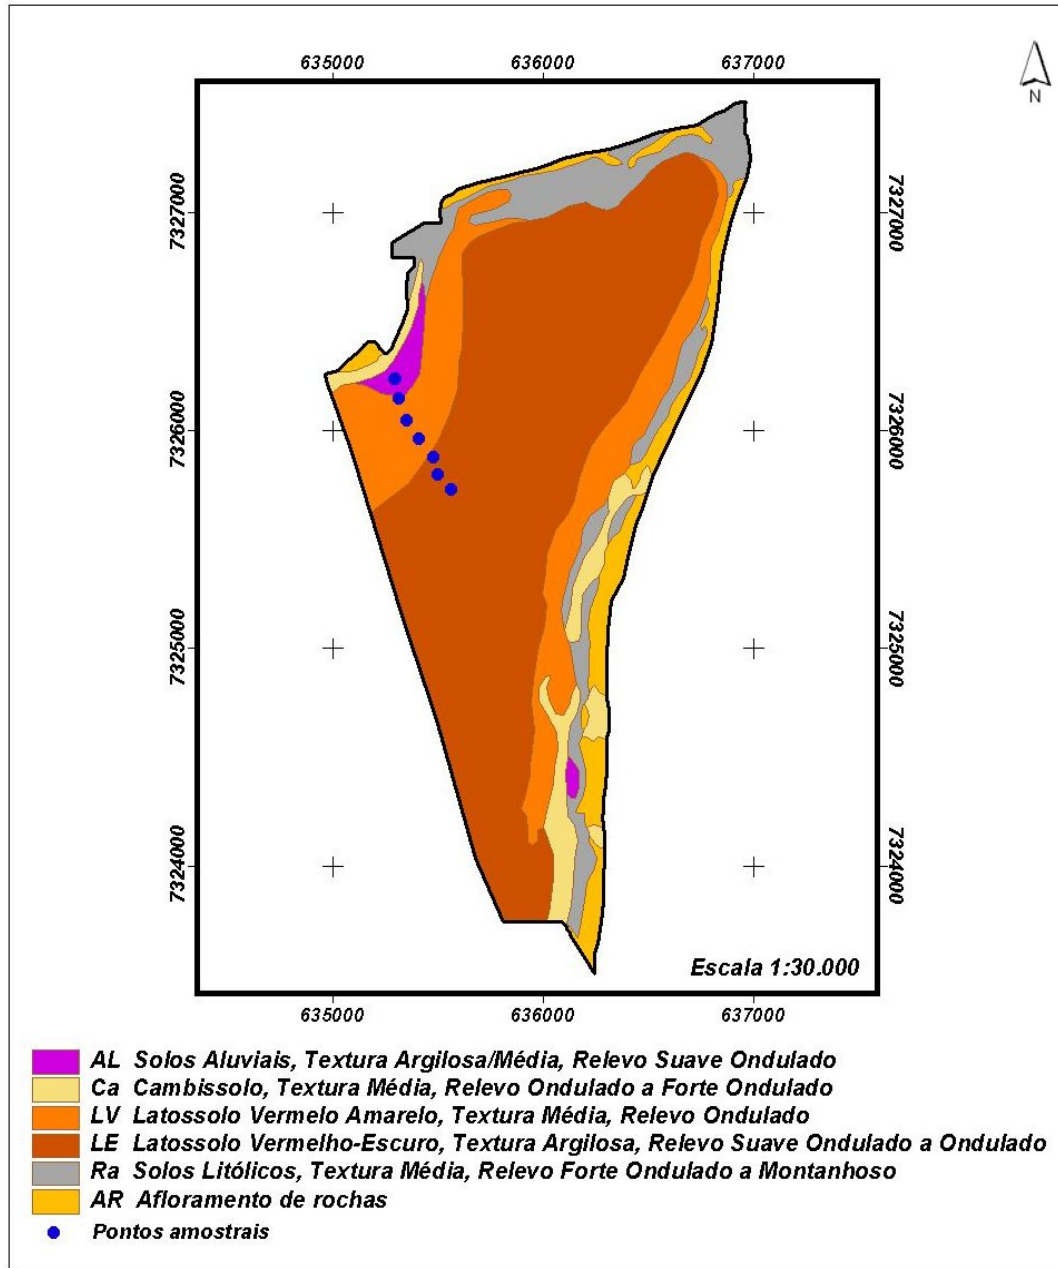 635000 636000 637000
N
7327000 7327000
7326000 7326000
7325000 7325000
7324000 7324000
Escala 1:30.000
635000 636000 637000
AL Solos Aluviais, Textura Argilosa/Média, Relevo Suave Ondulado
Ca Cambissolo, Textura Média, Relevo Ondulado a Forte Ondulado
LV Latossolo Vermelo Amarelo, Textura Média, Relevo Ondulado
LE Latossolo Vermelho-Escuro, Textura Argilosa, Relevo Suave Ondulado a Ondulado
Ra Solos Litólicos, Textura Média, Relevo Forte Ondulado a Montanhoso
AR Afloramento de rochas
Pontos amostrais